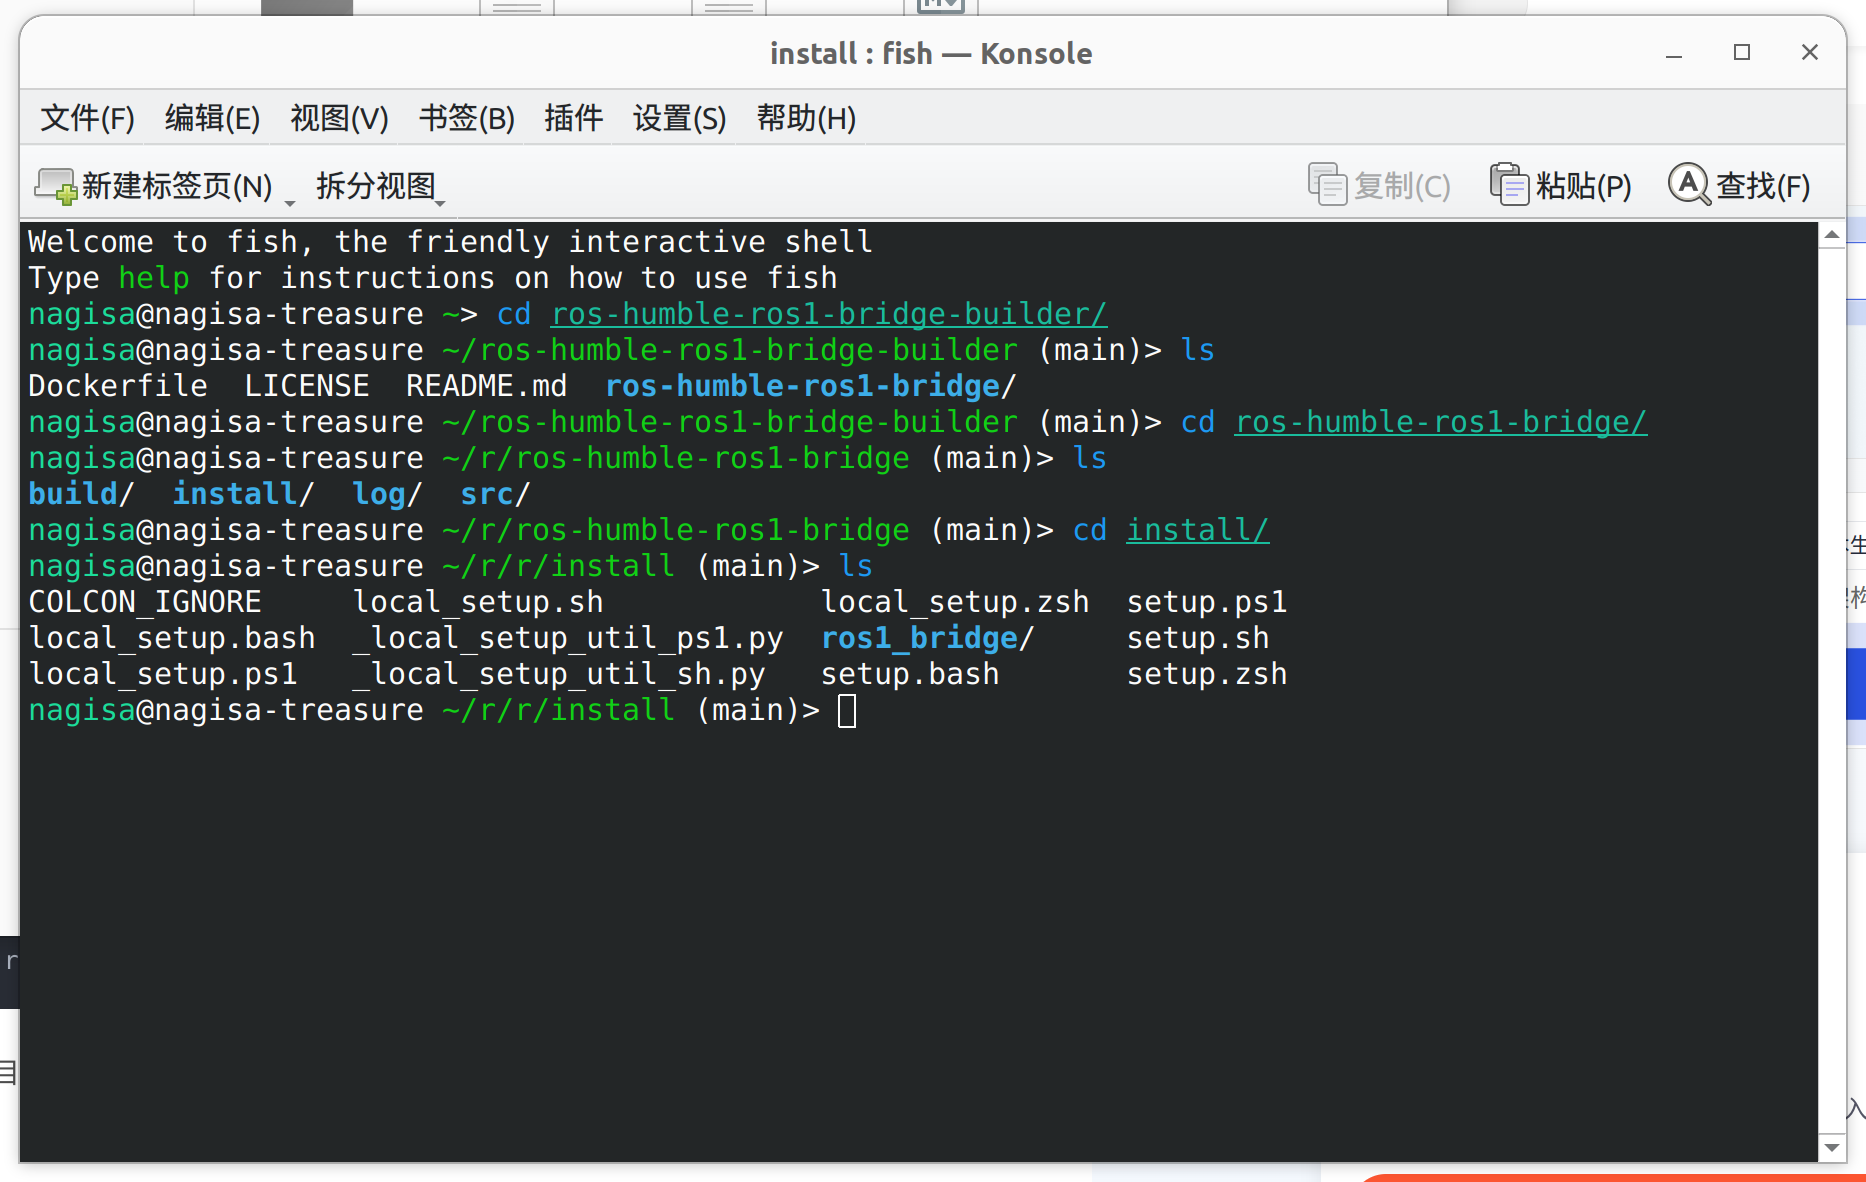 install : fish — Konsole
文件(F) 编辑(E) 视图(V) 书签(B) 插件 设置(S) 帮助(H)
新建标签页(N) 拆分视图 复制(C) 粘贴(P) 查找(F)
Welcome to fish, the friendly interactive shell
Type help for instructions on how to use fish
nagisa@nagisa-treasure ~> cd ros-humble-ros1-bridge-builder/
nagisa@nagisa-treasure ~/ros-humble-ros1-bridge-builder (main)> ls
Dockerfile  LICENSE  README.md  ros-humble-ros1-bridge/
nagisa@nagisa-treasure ~/ros-humble-ros1-bridge-builder (main)> cd ros-humble-ros1-bridge/
nagisa@nagisa-treasure ~/r/ros-humble-ros1-bridge (main)> ls
build/  install/  log/  src/
nagisa@nagisa-treasure ~/r/ros-humble-ros1-bridge (main)> cd install/
nagisa@nagisa-treasure ~/r/r/install (main)> ls
COLCON_IGNORE     local_setup.sh            local_setup.zsh  setup.ps1
local_setup.bash  _local_setup_util_ps1.py  ros1_bridge/     setup.sh
local_setup.ps1   _local_setup_util_sh.py   setup.bash       setup.zsh
nagisa@nagisa-treasure ~/r/r/install (main)>